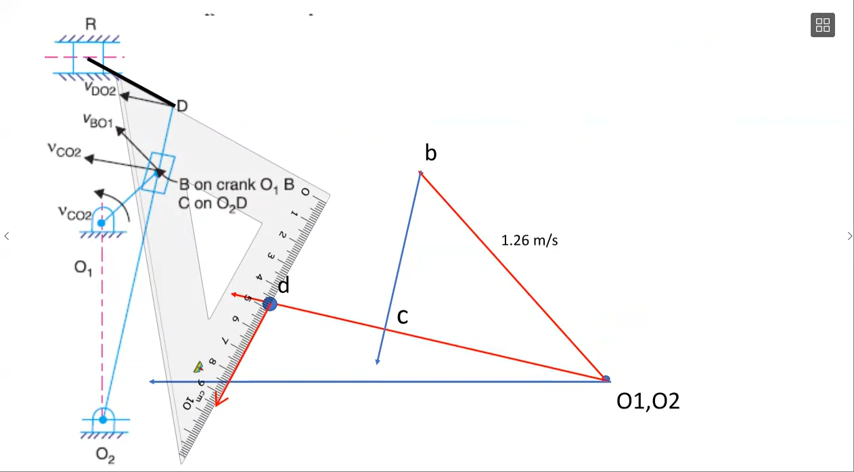 R
vDO2
D
vBO1
vCO2
B on crank O1 B
C on O2D
vCO2
O1
O2
0
1
2
3
4
5
6
7
8
9
10
cm
b
1.26 m/s
d
c
O1,O2